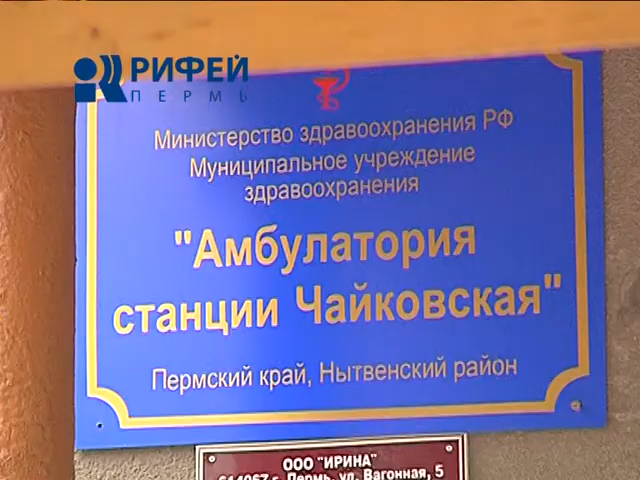 РИФЕЙ
ПЕРМЬ
Министерство здравоохранения РФ
Муниципальное учреждение
здравоохранения
"Амбулатория
станции Чайковская"
Пермский край, Нытвенский район
ООО "ИРИНА"
614067 г. Пермь, ул. Вагонная, 5